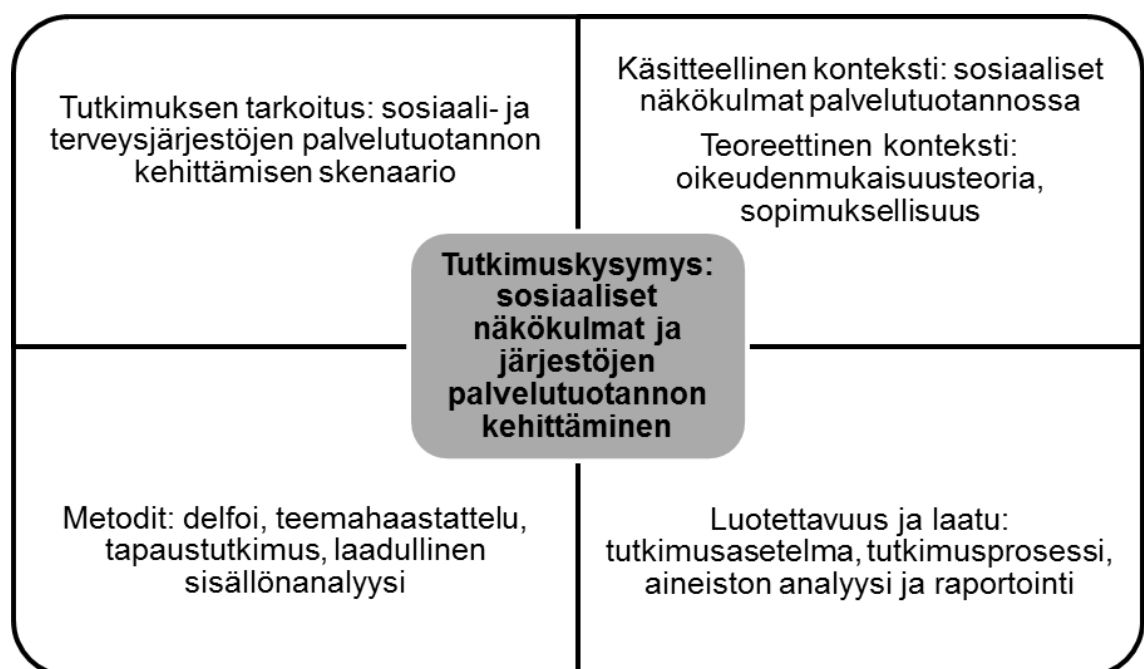 Tutkimuksen tarkoitus: sosiaali- ja
terveysjärjestöjen palvelutuotannon
kehittämisen skenaario
Käsitteellinen konteksti: sosiaaliset
näkökulmat palvelutuotannossa
Teoreettinen konteksti:
oikeudenmukaisuusteoria,
sopimuksellisuus
Tutkimuskysymys:
sosiaaliset
näkökulmat ja
järjestöjen
palvelutuotannon
kehittäminen
Metodit: delfoi, teemahaastattelu,
tapaustutkimus, laadullinen
sisällönanalyysi
Luotettavuus ja laatu:
tutkimusasetelma, tutkimusprosessi,
aineiston analyysi ja raportointi